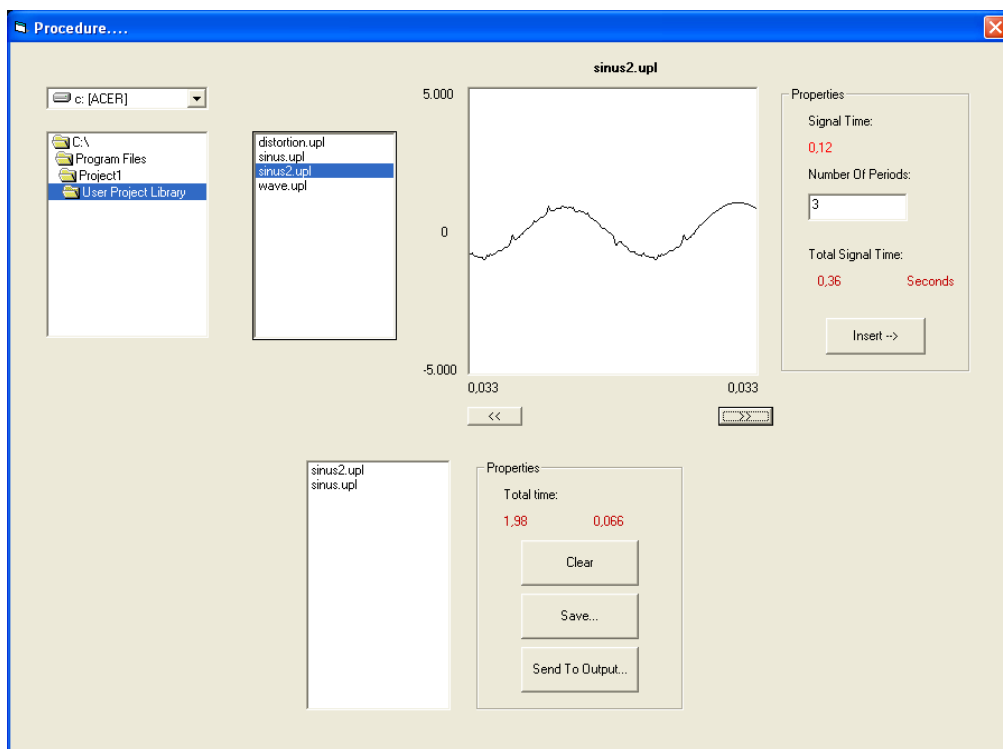 Procedure....
c: [ACER]
C:\
Program Files
Project1
User Project Library
distortion.upl
sinus.upl
sinus2.upl
wave.upl
sinus2.upl
5.000
0
-5.000
0,033
0,033
<<
>>
Properties
Signal Time:
0,12
Number Of Periods:
3
Total Signal Time:
0,36 Seconds
Insert -->
sinus2.upl
sinus.upl
Properties
Total time:
1,98 0,066
Clear
Save...
Send To Output...